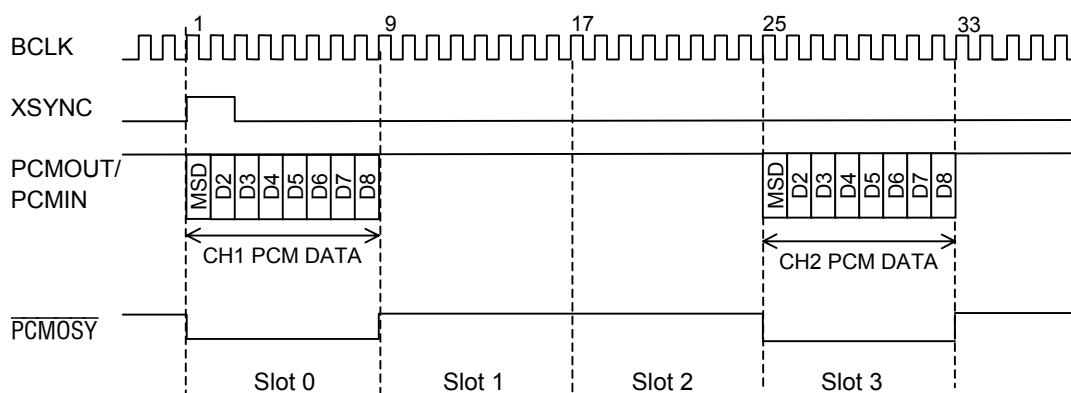 1 9 17 25 33
BCLK
XSYNC
PCMOUT/
PCMIN
MSD D2 D3 D4 D5 D6 D7 D8
MSD D2 D3 D4 D5 D6 D7 D8
CH1 PCM DATA
CH2 PCM DATA
PCMOSY
Slot 0 Slot 1 Slot 2 Slot 3